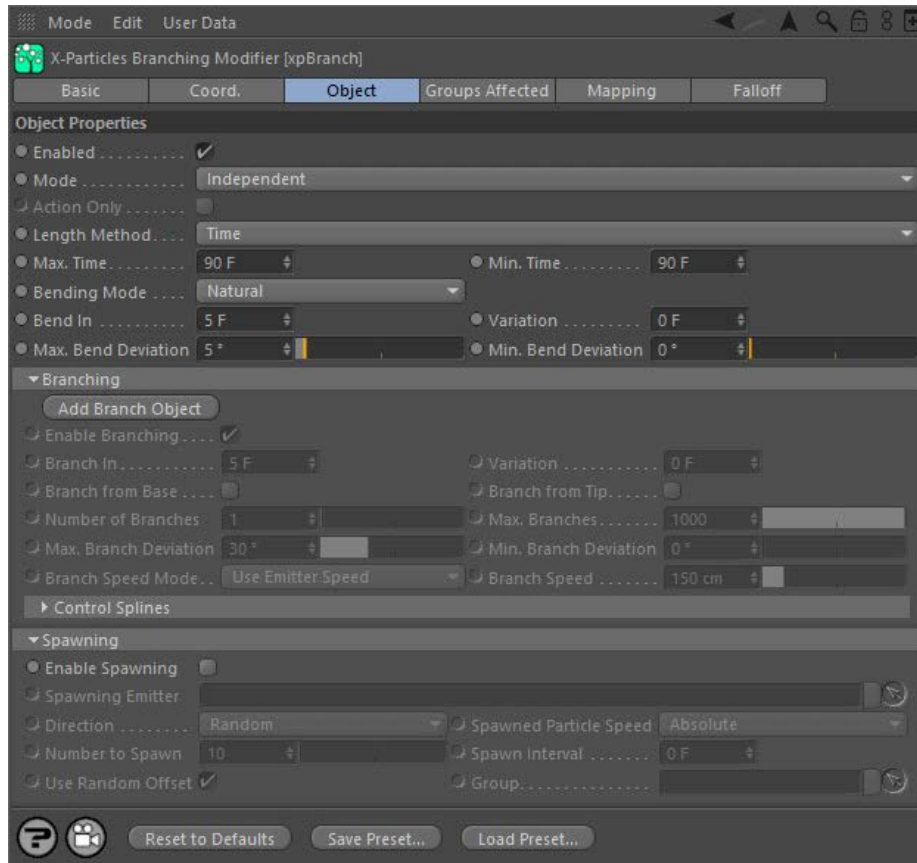 Mode Edit User Data
X-Particles Branching Modifier [xpBranch]
Basic Coord. Object Groups Affected Mapping Falloff
Object Properties
Enabled . . . . . . . . . .
Mode . . . . . . . . . . . . Independent
Action Only . . . . . . .
Length Method . . . . Time
Max. Time . . . . . . . . . 90 F Min. Time . . . . . . . . . 90 F
Bending Mode . . . . Natural
Bend In . . . . . . . . . . 5 F Variation . . . . . . . . . . 0 F
Max. Bend Deviation 5 ° Min. Bend Deviation 0 °
Branching
Add Branch Object
Enable Branching . . . .
Branch In . . . . . . . . . . . 5 F Variation . . . . . . . . . . . 0 F
Branch from Base . . . . Branch from Tip . . . . . .
Number of Branches 1 Max. Branches . . . . . . . 1000
Max. Branch Deviation 30 ° Min. Branch Deviation 0 °
Branch Speed Mode . . Use Emitter Speed Branch Speed . . . . . . . 150 cm
Control Splines
Spawning
Enable Spawning
Spawning Emitter
Direction . . . . . . . . Random Spawned Particle Speed Absolute
Number to Spawn 10 Spawn Interval . . . . . . . 0 F
Use Random Offset Group . . . . . . . . . . . . . . .
Reset to Defaults Save Preset... Load Preset...